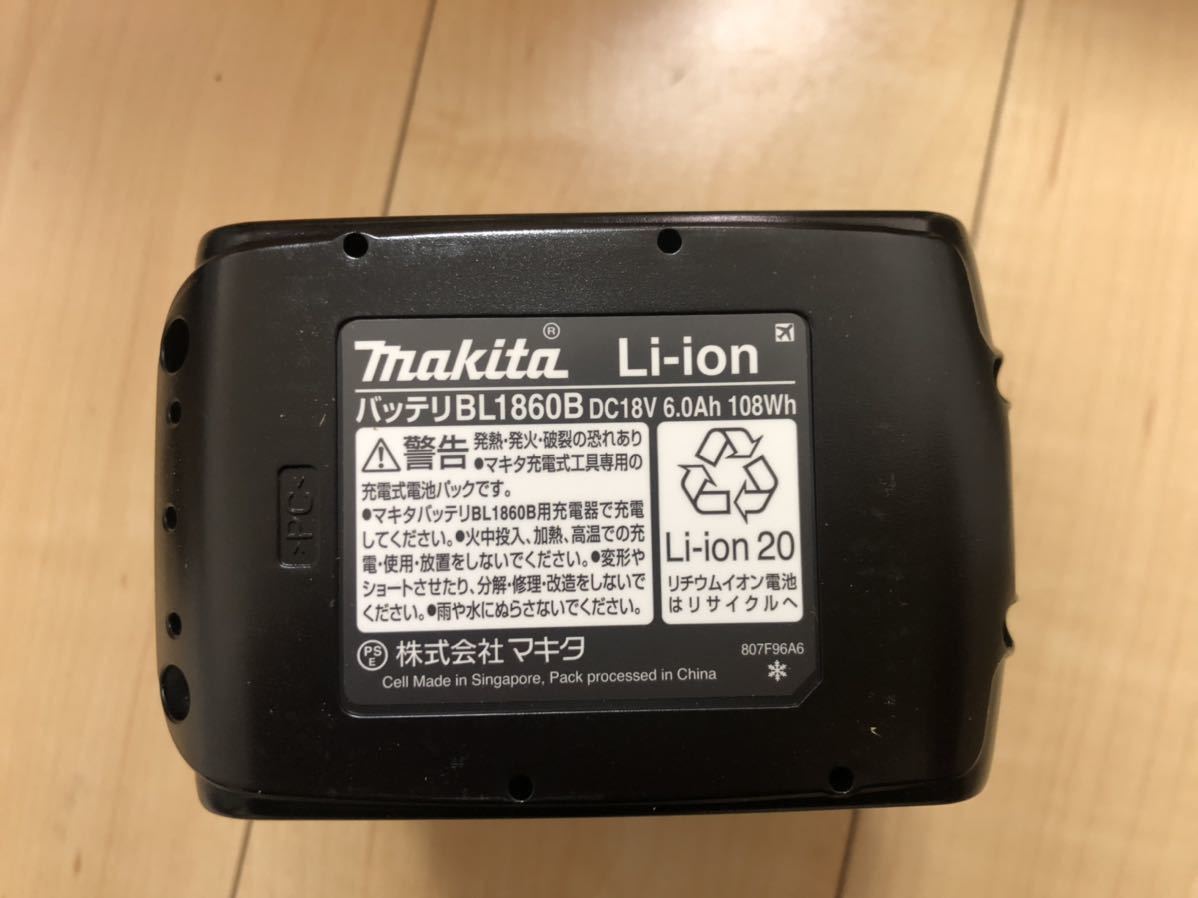 makita® Li-ion
バッテリBL1860B DC18V 6.0Ah 108Wh
警告 発熱・発火・破裂の恐れあり
●マキタ充電式工具専用の
充電式電池パックです。
●マキタバッテリBL1860B用充電器で充電
してください。●火中投入、加熱、高温での充
電・使用・放置をしないでください。●変形や
ショートさせたり、分解・修理・改造をしないで
ください。●雨や水にぬらさないでください。
Li-ion 20
リチウムイオン電池
はリサイクルへ
PSE 株式会社 マキタ
807F96A6
Cell Made in Singapore, Pack processed in China
>PC<